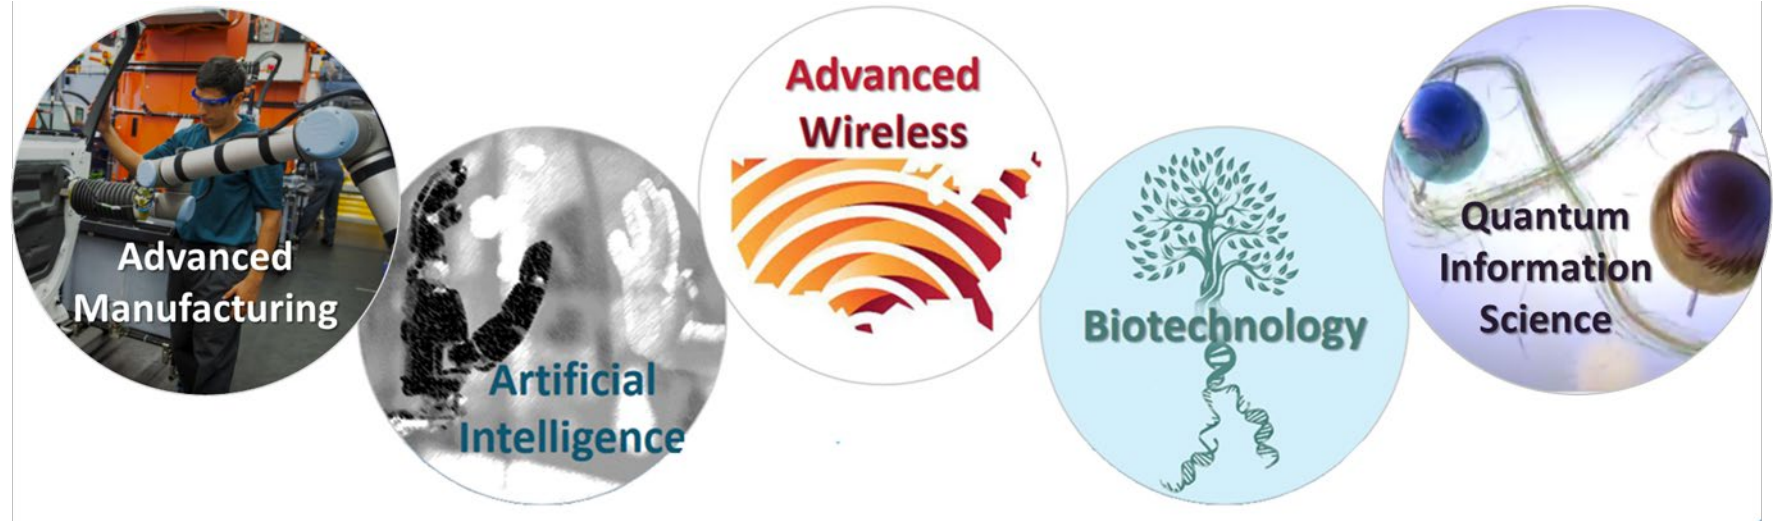 Advanced
Manufacturing
Artificial
Intelligence
Advanced
Wireless
Biotechnology
Quantum
Information
Science